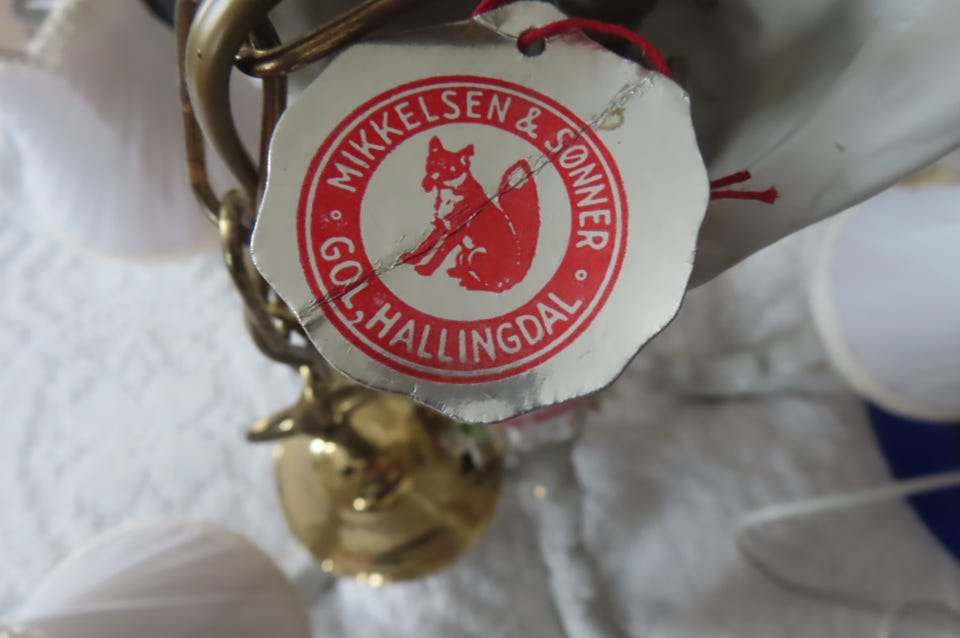 MIKKELSEN & SØNNER
GOL, HALLINGDAL